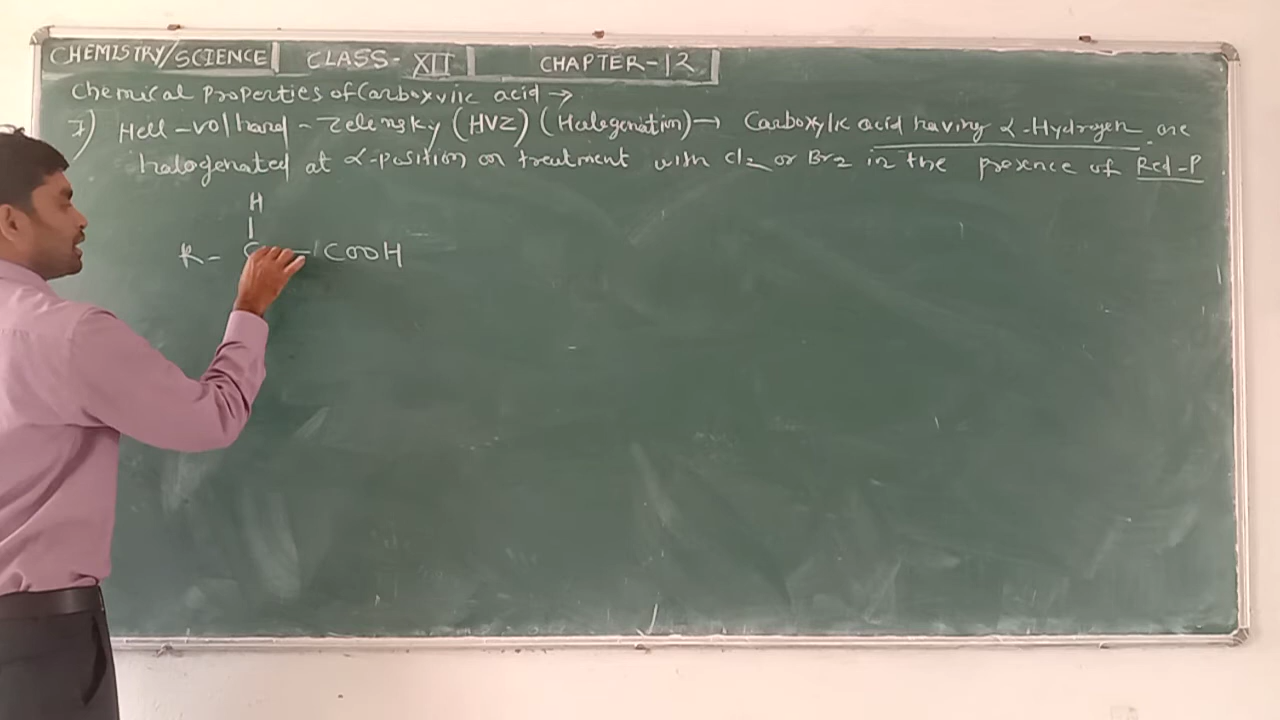 CHEMISTRY/SCIENCE | CLASS - XII | CHAPTER-12
Chemical Properties of Carboxylic acid →
7) Hell-volhard-Zelensky (HVZ) (Halogenation) → Carboxylic acid having α-Hydrogen are
halogenated at α-position on treatment with Cl2 or Br2 in the presence of Red-P
H
R - C - COOH